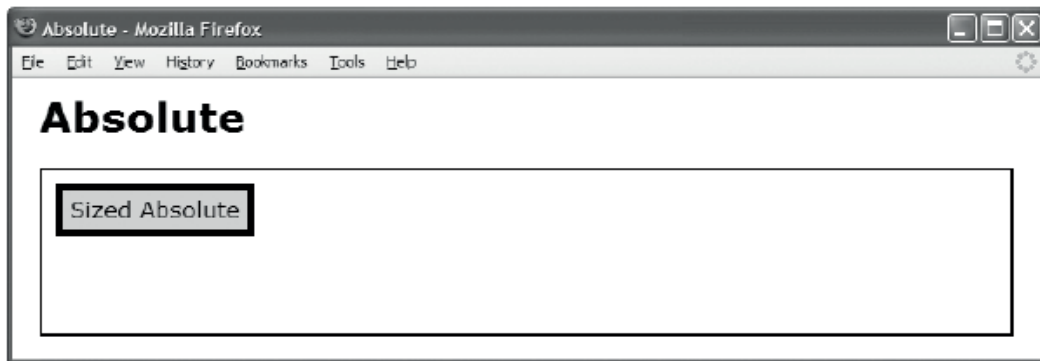 Absolute - Mozilla Firefox
File Edit View History Bookmarks Tools Help
Absolute
Sized Absolute